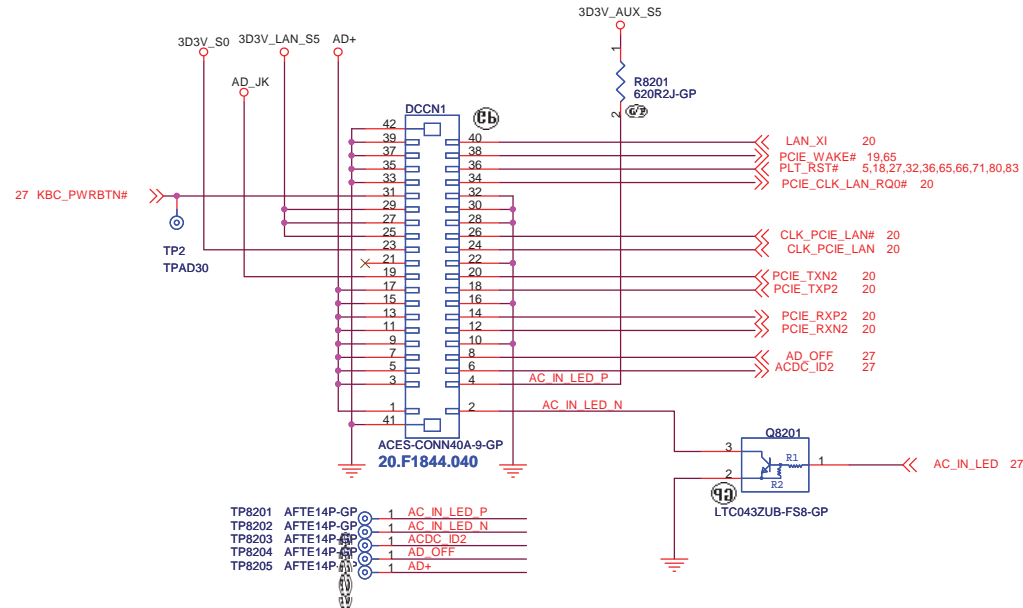 3D3V_AUX_S5
3D3V_S0 3D3V_LAN_S5 AD+
AD_JK
1
R8201
620R2J-GP
2
DCCN1
42
39 40 LAN_XI 20
37 38 PCIE_WAKE# 19,65
35 36 PLT_RST# 5,18,27,32,36,65,66,71,80,83
33 34 PCIE_CLK_LAN_RQ0# 20
27 KBC_PWRBTN# 31 32
29 30
27 28
25 26 CLK_PCIE_LAN# 20
23 24 CLK_PCIE_LAN 20
TP2
TPAD30
21 22
19 20 PCIE_TXN2 20
17 18 PCIE_TXP2 20
15 16
13 14 PCIE_RXP2 20
11 12 PCIE_RXN2 20
9 10
7 8 AD_OFF 27
5 6 ACDC_ID2 27
3 4 AC_IN_LED_P
1 2 AC_IN_LED_N
41
ACES-CONN40A-9-GP
20.F1844.040
Q8201
3
R1
1
AC_IN_LED 27
2
R2
LTC043ZUB-FS8-GP
TP8201 AFTE14P-GP 1 AC_IN_LED_P
TP8202 AFTE14P-GP 1 AC_IN_LED_N
TP8203 AFTE14P-GP 1 ACDC_ID2
TP8204 1 AD_OFF
TP8205 1 AD+